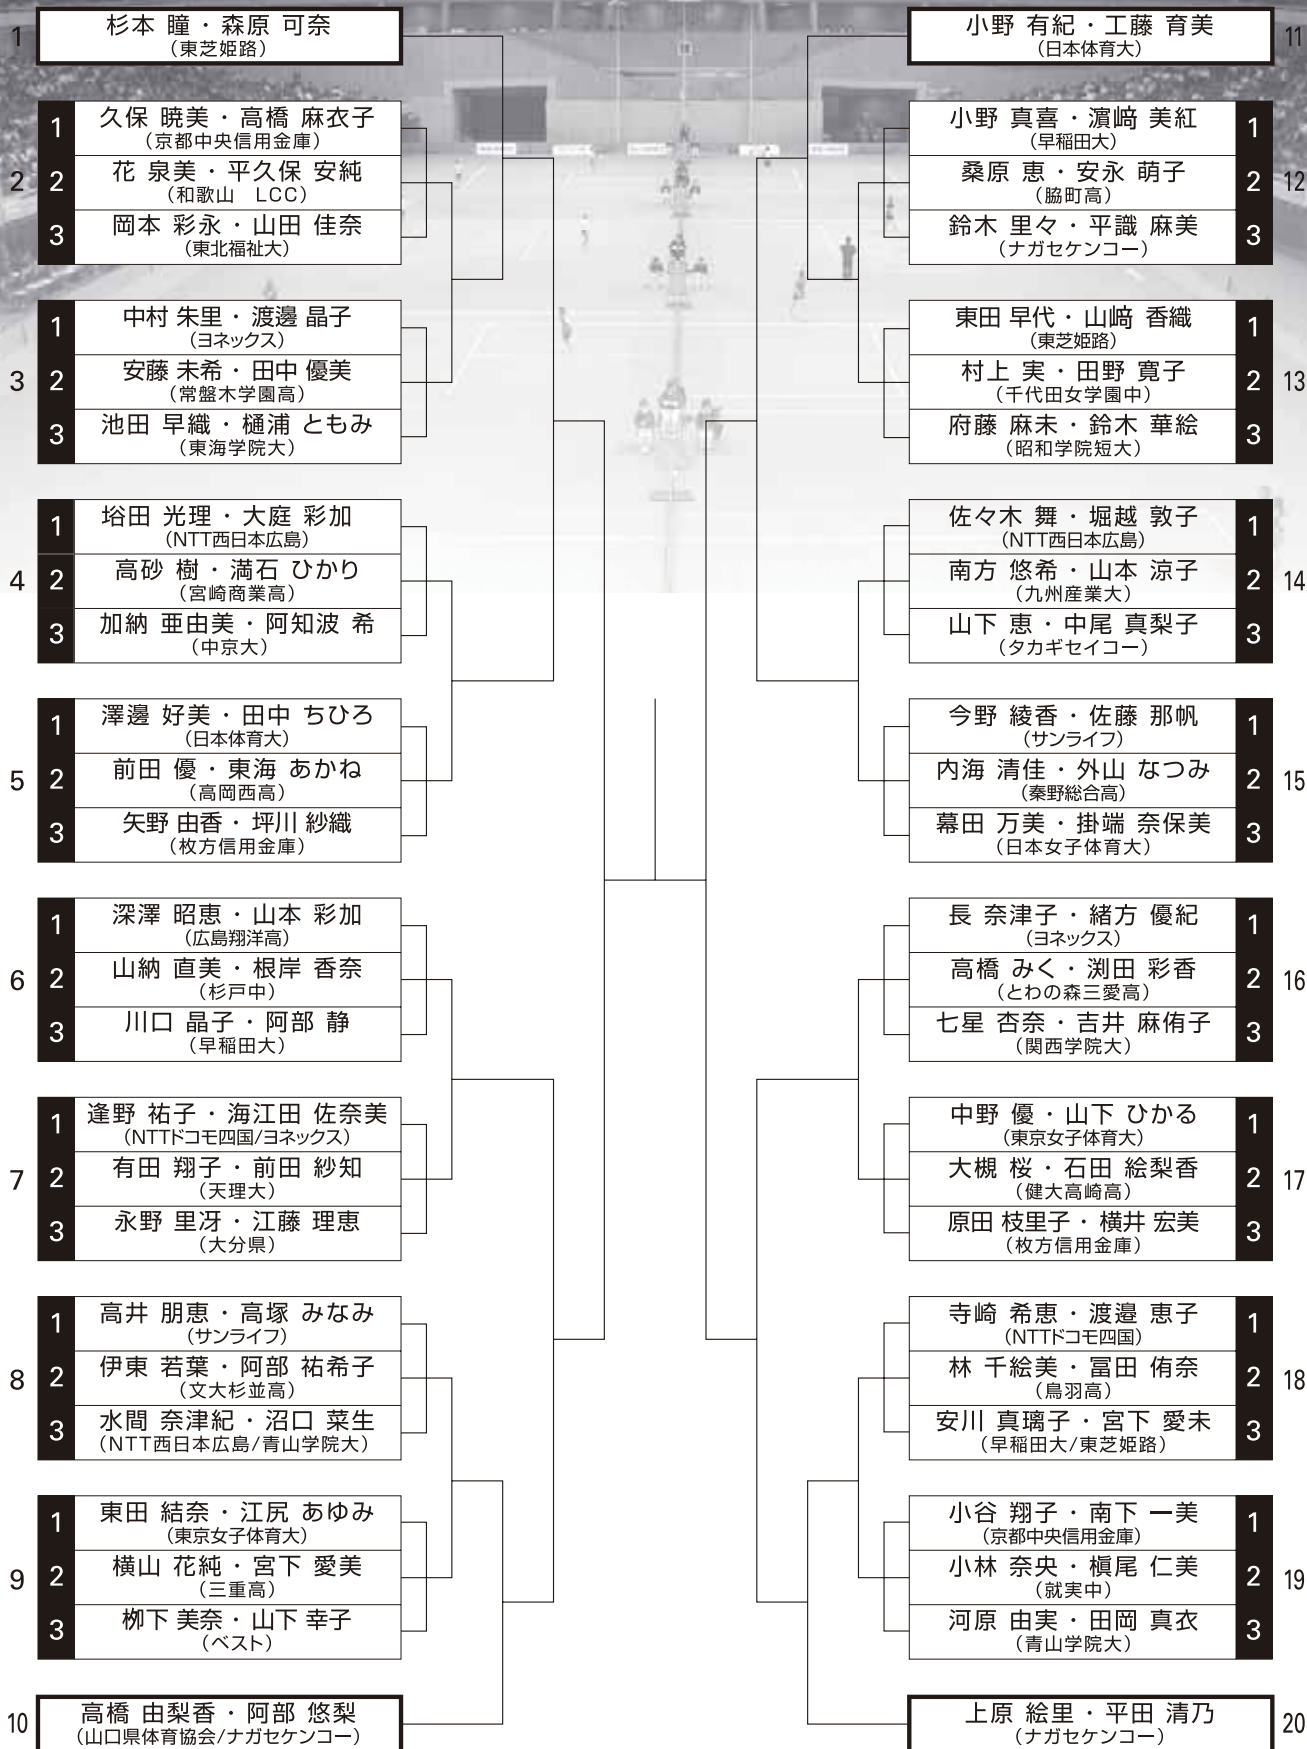 1
杉本 瞳・森原 可奈
（東芝姫路）
2
1
久保 暁美・高橋 麻衣子
（京都中央信用金庫）
2
花 泉美・平久保 安純
（和歌山　LCC）
3
岡本 彩永・山田 佳奈
（東北福祉大）
3
1
中村 朱里・渡邊 晶子
（ヨネックス）
2
安藤 未希・田中 優美
（常盤木学園高）
3
池田 早織・樋浦 ともみ
（東海学院大）
4
1
塔田 光理・大庭 彩加
（NTT西日本広島）
2
高砂 樹・満石 ひかり
（宮崎商業高）
3
加納 亜由美・阿知波 希
（中京大）
5
1
澤邊 好美・田中 ちひろ
（日本体育大）
2
前田 優・東海 あかね
（高岡西高）
3
矢野 由香・坪川 紗織
（枚方信用金庫）
6
1
深澤 昭恵・山本 彩加
（広島翔洋高）
2
山納 直美・根岸 香奈
（杉戸中）
3
川口 晶子・阿部 静
（早稲田大）
7
1
逢野 祐子・海江田 佐奈美
（NTTドコモ四国/ヨネックス）
2
有田 翔子・前田 紗知
（天理大）
3
永野 里冴・江藤 理恵
（大分県）
8
1
高井 朋恵・高塚 みなみ
（サンライフ）
2
伊東 若葉・阿部 祐希子
（文大杉並高）
3
水間 奈津紀・沼口 菜生
（NTT西日本広島/青山学院大）
9
1
東田 結奈・江尻 あゆみ
（東京女子体育大）
2
横山 花純・宮下 愛美
（三重高）
3
栁下 美奈・山下 幸子
（ベスト）
10
高橋 由梨香・阿部 悠梨
（山口県体育協会/ナガセケンコー）
11
小野 有紀・工藤 育美
（日本体育大）
12
小野 真喜・濵﨑 美紅
（早稲田大）
1
桑原 恵・安永 萌子
（脇町高）
2
鈴木 里々・平識 麻美
（ナガセケンコー）
3
13
東田 早代・山﨑 香織
（東芝姫路）
1
村上 実・田野 寛子
（千代田女学園中）
2
府藤 麻未・鈴木 華絵
（昭和学院短大）
3
14
佐々木 舞・堀越 敦子
（NTT西日本広島）
1
南方 悠希・山本 涼子
（九州産業大）
2
山下 恵・中尾 真梨子
（タカギセイコー）
3
15
今野 綾香・佐藤 那帆
（サンライフ）
1
内海 清佳・外山 なつみ
（秦野総合高）
2
幕田 万美・掛端 奈保美
（日本女子体育大）
3
16
長 奈津子・緒方 優紀
（ヨネックス）
1
高橋 みく・渕田 彩香
（とわの森三愛高）
2
七星 杏奈・吉井 麻侑子
（関西学院大）
3
17
中野 優・山下 ひかる
（東京女子体育大）
1
大槻 桜・石田 絵梨香
（健大高崎高）
2
原田 枝里子・横井 宏美
（枚方信用金庫）
3
18
寺崎 希恵・渡邉 恵子
（NTTドコモ四国）
1
林 千絵美・冨田 侑奈
（鳥羽高）
2
安川 真璃子・宮下 愛未
（早稲田大/東芝姫路）
3
19
小谷 翔子・南下 一美
（京都中央信用金庫）
1
小林 奈央・槇尾 仁美
（就実中）
2
河原 由実・田岡 真衣
（青山学院大）
3
20
上原 絵里・平田 清乃
（ナガセケンコー）